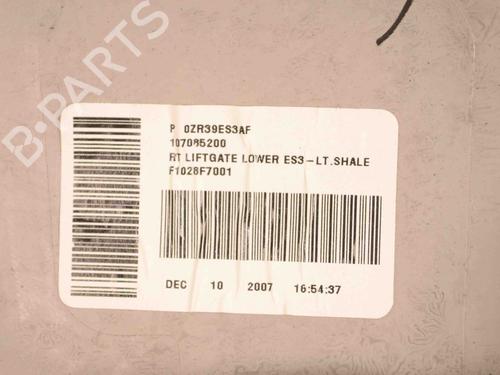 B-PARTS
P 0ZR39ES3AF
107085200
RT LIFTGATE LOWER ES3-LT.SHALE
F1028F7001
DEC 10 2007 16:54:37